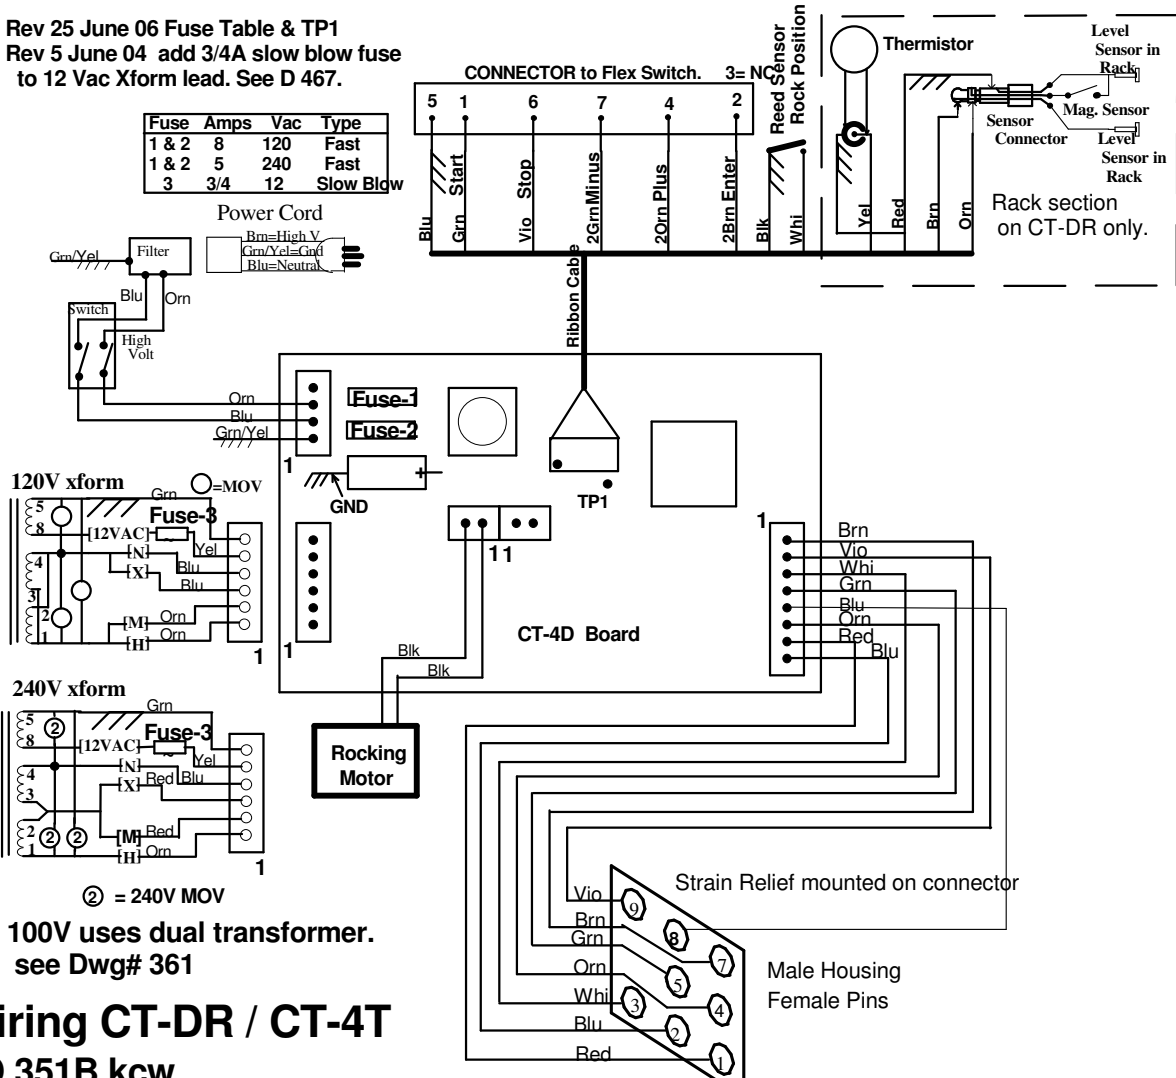 Rev 25 June 06 Fuse Table & TP1
Rev 5 June 04 add 3/4A slow blow fuse
to 12 Vac Xform lead. See D 467.
Fuse Amps Vac Type
1 & 2 8 120 Fast
1 & 2 5 240 Fast
3 3/4 12 Slow Blow
Power Cord
Brn=High V
Grn/Yel=Gnd
Blu=Neutral
Grn/Yel
Filter
Blu
Orn
Switch
High
Volt
CONNECTOR to Flex Switch. 3= NC
5 1 6 7 4 2
Blu
Grn Start
Vio Stop
2Grn Minus
2Orn Plus
2Brn Enter
Blk
Whi
Reed Sensor
Rock Position
Ribbon Cable
Thermistor
Yel
Red
Brn
Orn
Level
Sensor in
Rack
Mag. Sensor
Sensor
Connector
Level
Sensor in
Rack
Rack section
on CT-DR only.
Orn
Blu
Grn/Yel
1
Fuse-1
Fuse-2
+
GND
TP1
1 1
1
1
CT-4D Board
Brn
Vio
Whi
Grn
Blu
Orn
Red
Blu
Blk
Blk
Rocking
Motor
120V xform
=MOV
Grn
5
8
4
3
2
1
Fuse-3
[12VAC]
~
Yel
[N]
Blu
[X]
Blu
[M] Orn
[H] Orn
1
240V xform
Grn
5
8
4
3
2
1
2
2
2
Fuse-3
[12VAC]
~
Yel
[N]
[X] Red Blu
[M] Red
[H] Orn
1
2 = 240V MOV
100V uses dual transformer.
see Dwg# 361
iring CT-DR / CT-4T
351B kcw
Strain Relief mounted on connector
Vio 9
Brn 8
Grn 7
Orn 5
Whi 3 4
Blu 2
Red 1
Male Housing
Female Pins